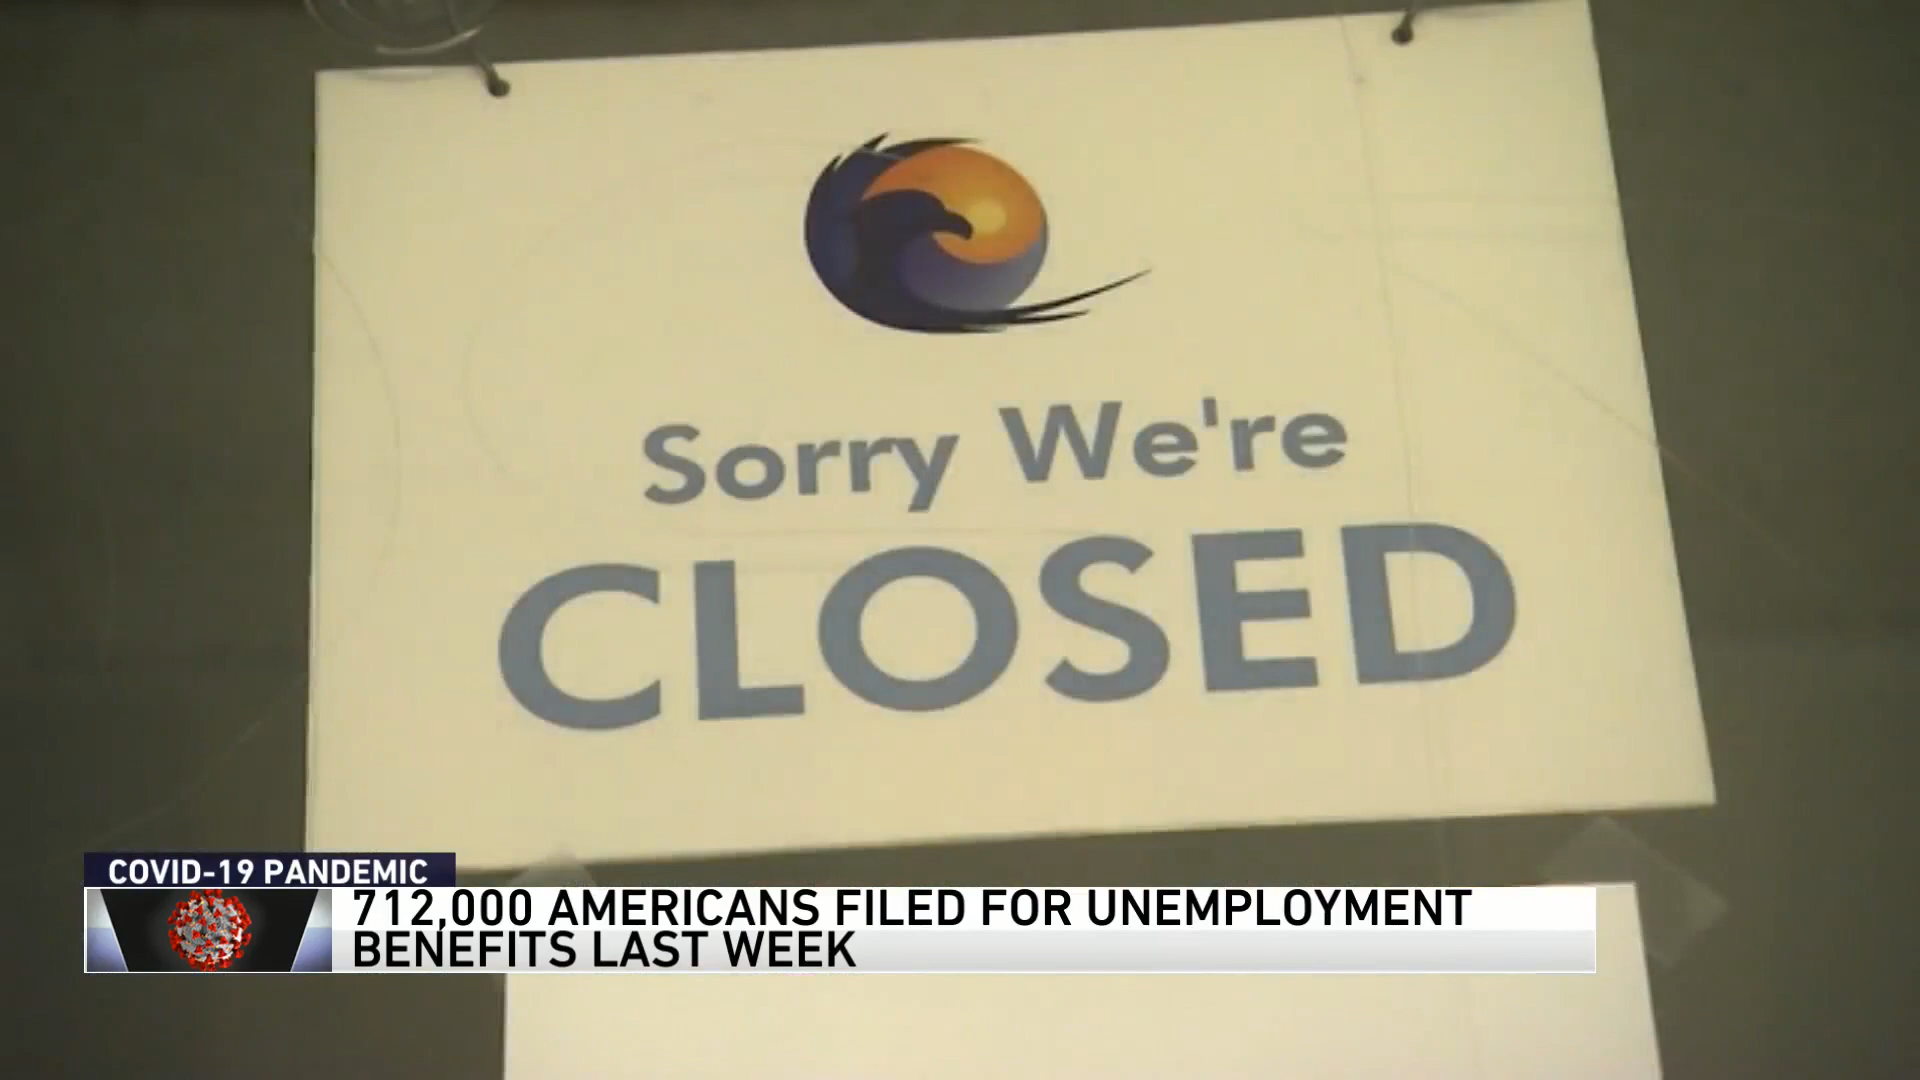 Sorry We're
CLOSED
COVID-19 PANDEMIC
712,000 AMERICANS FILED FOR UNEMPLOYMENT
BENEFITS LAST WEEK